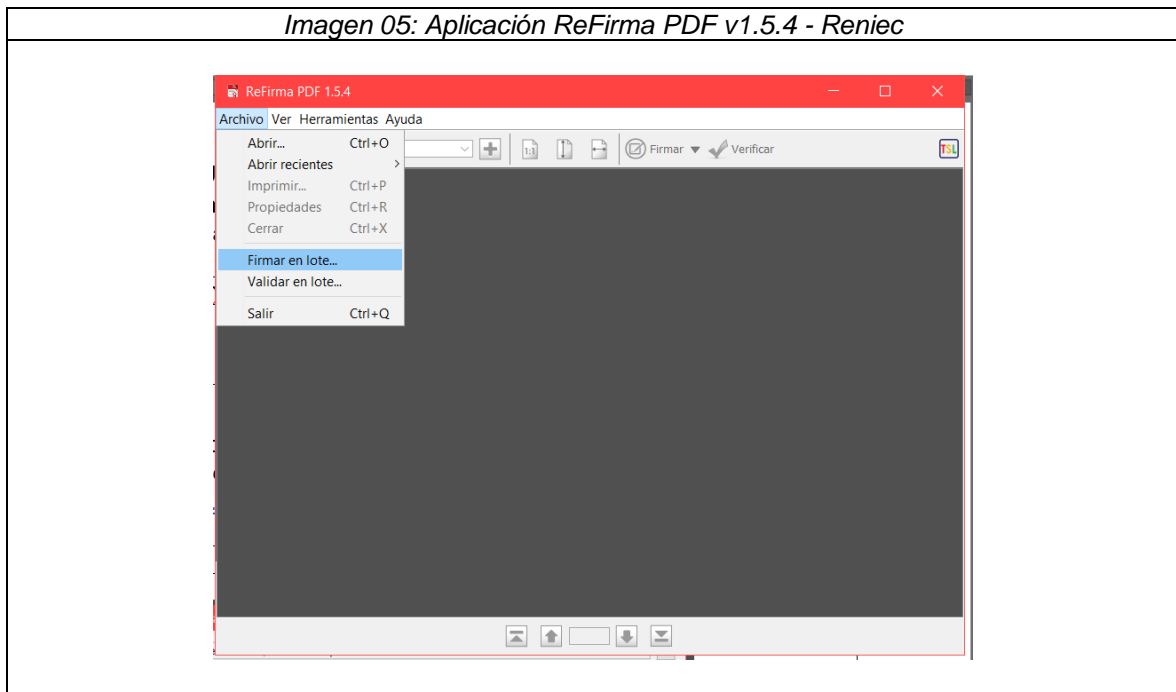 Imagen 05: Aplicación ReFirma PDF v1.5.4 - Reniec
ReFirma PDF 1.5.4
Archivo Ver Herramientas Ayuda
Abrir... Ctrl+O
Abrir recientes >
Imprimir... Ctrl+P
Propiedades Ctrl+R
Cerrar Ctrl+X
Firmar en lote...
Validar en lote...
Salir Ctrl+Q
1:1 Firmar Verificar TSL